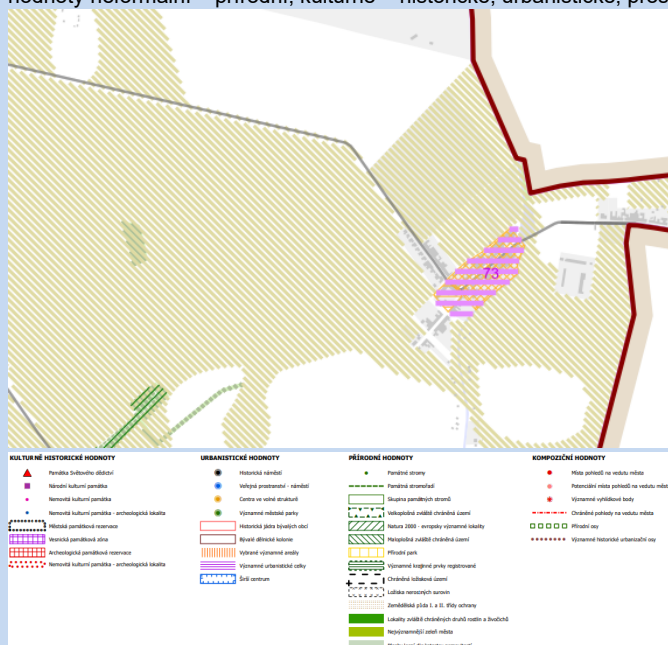 hodnoty neformální – přírodní, kulturně – historické, urbanistické,
73
KULTURNĚ HISTORICKÉ HODNOTY
Památka Světového dědictví
Národní kulturní památka
Nemovitá kulturní památka
Nemovitá kulturní památka - archeologická lokalita
Městská památková rezervace
Vesnická památková zóna
Archeologická památková rezervace
Nemovitá kulturní památka - archeologická lokalita
URBANISTICKÉ HODNOTY
Historická náměstí
Veřejná prostranství - náměstí
Centra ve volné struktuře
Významné městské parky
Historická jádra bývalých obcí
Bývalé dělnické kolonie
Vybrané významné areály
Významné urbanistické celky
Širší centrum
PŘÍRODNÍ HODNOTY
Památné stromy
Památné stromořadí
Skupina památných stromů
Velkoplošná zvláště chráněná území
Natura 2000 - evropsky významné lokality
Maloplošná zvláště chráněná území
Přírodní park
Významné krajinné prvky registrované
Chráněná ložisková území
Ložiska nerostných surovin
Zemědělská půda I. a II. třídy ochrany
Lokality zvláště chráněných druhů rostlin a živočichů
Nejvýznamnější zeleň města
KOMPOZIČNÍ HODNOTY
Místa pohledů na vedutu města
Potenciální místa pohledů na vedutu města
Významné vyhlídkové body
Chráněné pohledy na vedutu města
Přírodní osy
Významné historické urbanizační osy